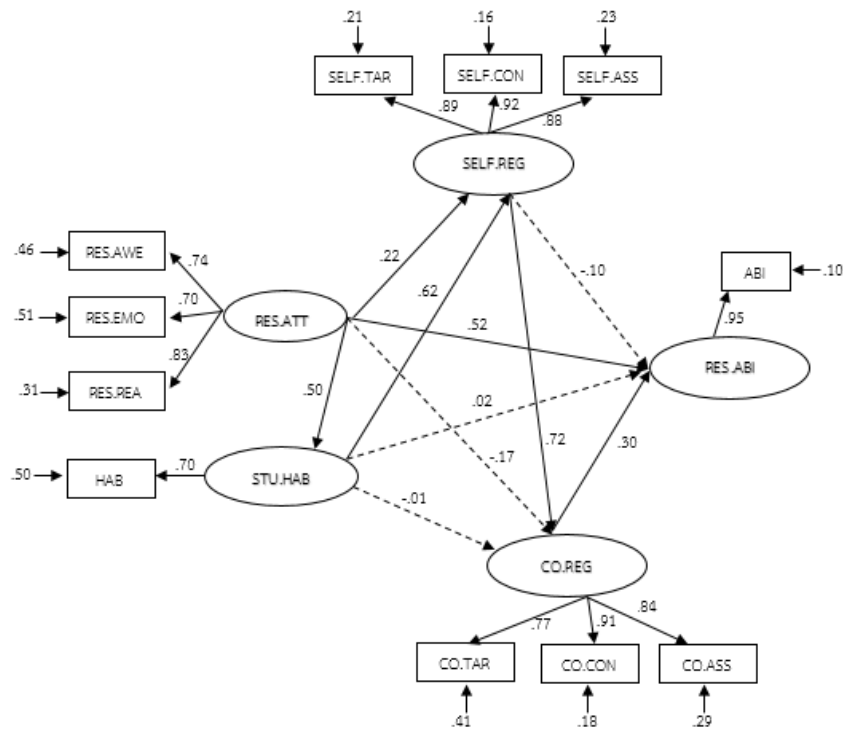 .21 .16 .23
SELF.TAR SELF.CON SELF.ASS
.89 .92 .88
SELF.REG
.46 RES.AWE .74
.22 .62 -.10
ABI .10
.51 RES.EMO .70
RES.ATT
.52 .95
.83
RES.ABI
.31 RES.REA
.50 .02
.72 .30
-.17
.50 HAB .70 STU.HAB
-.01
CO.REG
.77 .91 .84
CO.TAR CO.CON CO.ASS
.41 .18 .29